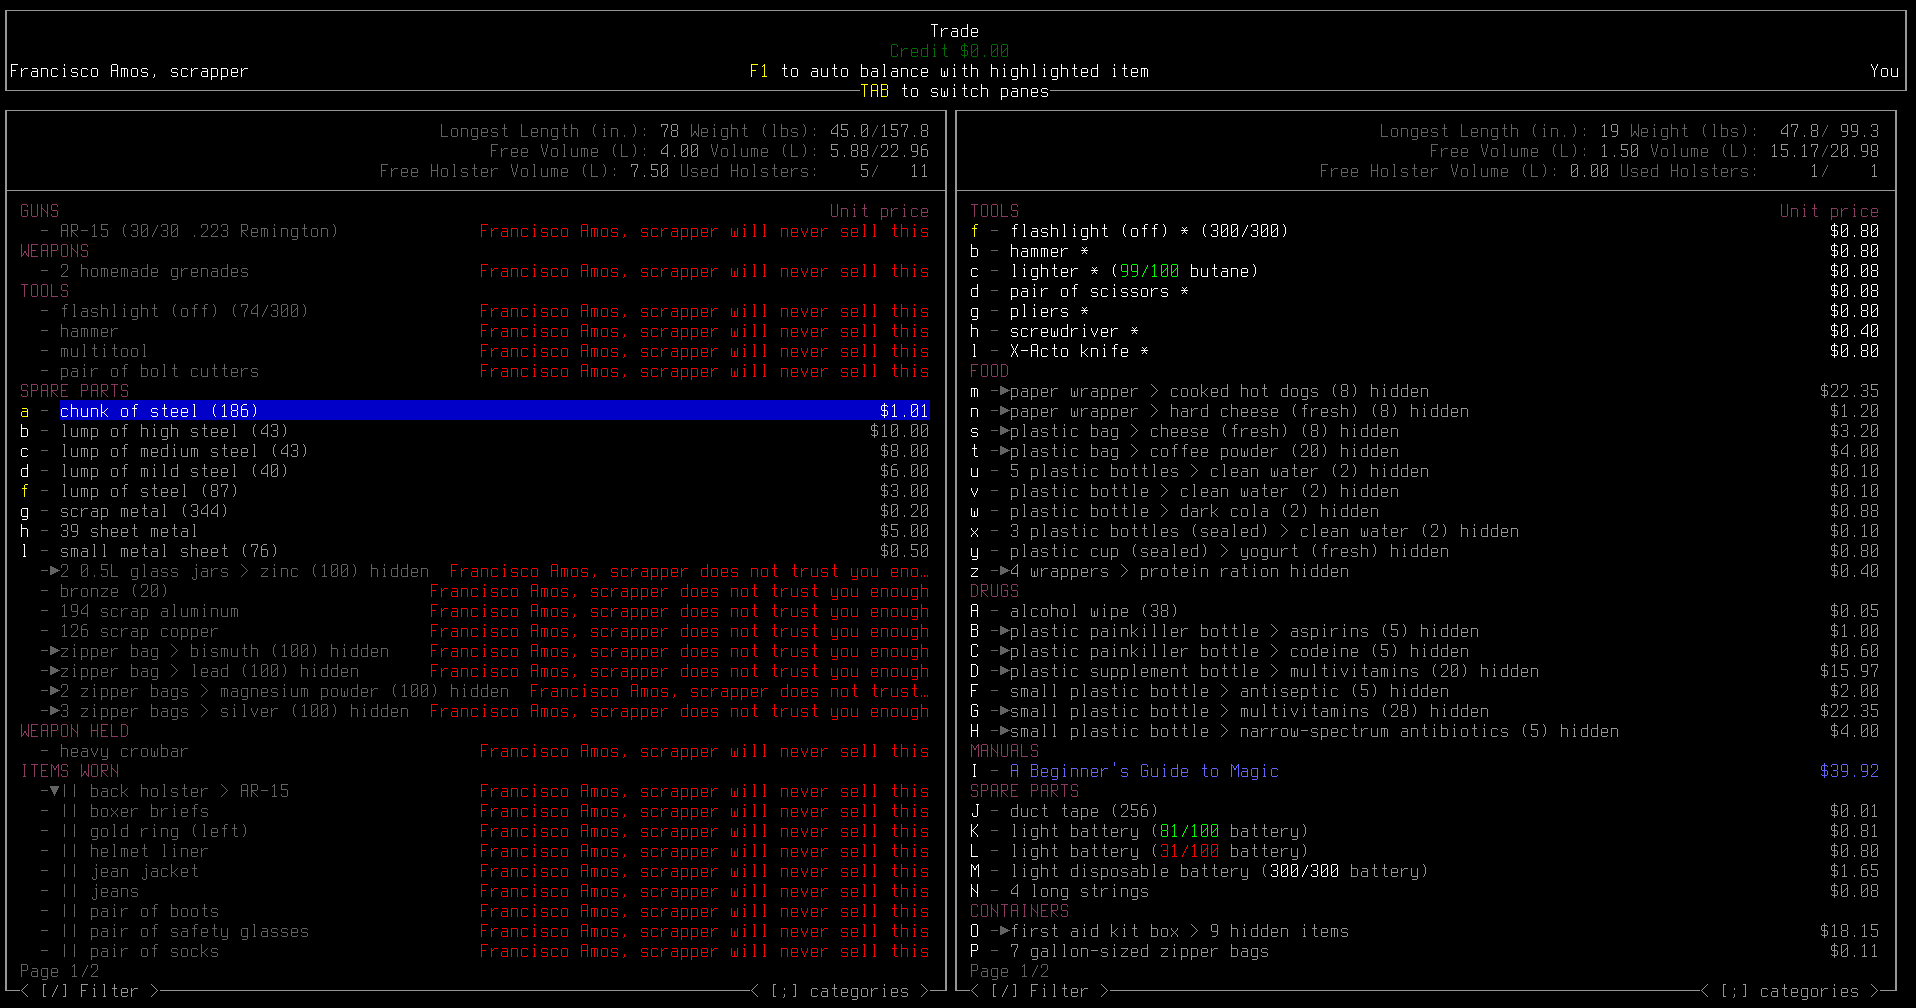 Trade
Credit $0.00
Francisco Amos, scrapper F1 to auto balance with highlighted item You
TAB to switch panes
Longest Length (in.): 78 Weight (lbs): 45.0/157.8
Free Volume (L): 4.00 Volume (L): 5.88/22.96
Free Holster Volume (L): 7.50 Used Holsters: 5/ 11
GUNS Unit price
- AR-15 (30/30 .223 Remington) Francisco Amos, scrapper will never sell this
WEAPONS
- 2 homemade grenades Francisco Amos, scrapper will never sell this
TOOLS
- flashlight (off) (74/300) Francisco Amos, scrapper will never sell this
- hammer Francisco Amos, scrapper will never sell this
- multitool Francisco Amos, scrapper will never sell this
- pair of bolt cutters Francisco Amos, scrapper will never sell this
SPARE PARTS
a - chunk of steel (186) $1.01
b - lump of high steel (43) $10.00
c - lump of medium steel (43) $8.00
d - lump of mild steel (40) $6.00
f - lump of steel (87) $3.00
g - scrap metal (344) $0.20
h - 39 sheet metal $5.00
l - small metal sheet (76) $0.50
-▶2 0.5L glass jars > zinc (100) hidden Francisco Amos, scrapper does not trust you eno…
- bronze (20) Francisco Amos, scrapper does not trust you enough
- 194 scrap aluminum Francisco Amos, scrapper does not trust you enough
- 126 scrap copper Francisco Amos, scrapper does not trust you enough
-▶zipper bag > bismuth (100) hidden Francisco Amos, scrapper does not trust you enough
-▶zipper bag > lead (100) hidden Francisco Amos, scrapper does not trust you enough
-▶2 zipper bags > magnesium powder (100) hidden Francisco Amos, scrapper does not trust…
-▶3 zipper bags > silver (100) hidden Francisco Amos, scrapper does not trust you enough
WEAPON HELD
- heavy crowbar Francisco Amos, scrapper will never sell this
ITEMS WORN
-▼|| back holster > AR-15 Francisco Amos, scrapper will never sell this
- || boxer briefs Francisco Amos, scrapper will never sell this
- || gold ring (left) Francisco Amos, scrapper will never sell this
- || helmet liner Francisco Amos, scrapper will never sell this
- || jean jacket Francisco Amos, scrapper will never sell this
- || jeans Francisco Amos, scrapper will never sell this
- || pair of boots Francisco Amos, scrapper will never sell this
- || pair of safety glasses Francisco Amos, scrapper will never sell this
- || pair of socks Francisco Amos, scrapper will never sell this
Page 1/2
< [/] Filter > < [;] categories >
Longest Length (in.): 19 Weight (lbs): 47.8/ 99.3
Free Volume (L): 1.50 Volume (L): 15.17/20.98
Free Holster Volume (L): 0.00 Used Holsters: 1/ 1
TOOLS Unit price
f - flashlight (off) * (300/300) $0.80
b - hammer * $0.80
c - lighter * (99/100 butane) $0.08
d - pair of scissors * $0.08
g - pliers * $0.80
h - screwdriver * $0.40
l - X-Acto knife * $0.80
FOOD
m -▶paper wrapper > cooked hot dogs (8) hidden $22.35
n -▶paper wrapper > hard cheese (fresh) (8) hidden $1.20
s -▶plastic bag > cheese (fresh) (8) hidden $3.20
t -▶plastic bag > coffee powder (20) hidden $4.00
u - 5 plastic bottles > clean water (2) hidden $0.10
v - plastic bottle > clean water (2) hidden $0.10
w - plastic bottle > dark cola (2) hidden $0.88
x - 3 plastic bottles (sealed) > clean water (2) hidden $0.10
y - plastic cup (sealed) > yogurt (fresh) hidden $0.80
z -▶4 wrappers > protein ration hidden $0.40
DRUGS
A - alcohol wipe (38) $0.05
B -▶plastic painkiller bottle > aspirins (5) hidden $1.00
C -▶plastic painkiller bottle > codeine (5) hidden $0.60
D -▶plastic supplement bottle > multivitamins (20) hidden $15.97
F - small plastic bottle > antiseptic (5) hidden $2.00
G -▶small plastic bottle > multivitamins (28) hidden $22.35
H -▶small plastic bottle > narrow-spectrum antibiotics (5) hidden $4.00
MANUALS
I - A Beginner's Guide to Magic $39.92
SPARE PARTS
J - duct tape (256) $0.01
K - light battery (81/100 battery) $0.81
L - light battery (31/100 battery) $0.80
M - light disposable battery (300/300 battery) $1.65
N - 4 long strings $0.08
CONTAINERS
O -▶first aid kit box > 9 hidden items $18.15
P - 7 gallon-sized zipper bags $0.11
Page 1/2
< [/] Filter > < [;] categories >